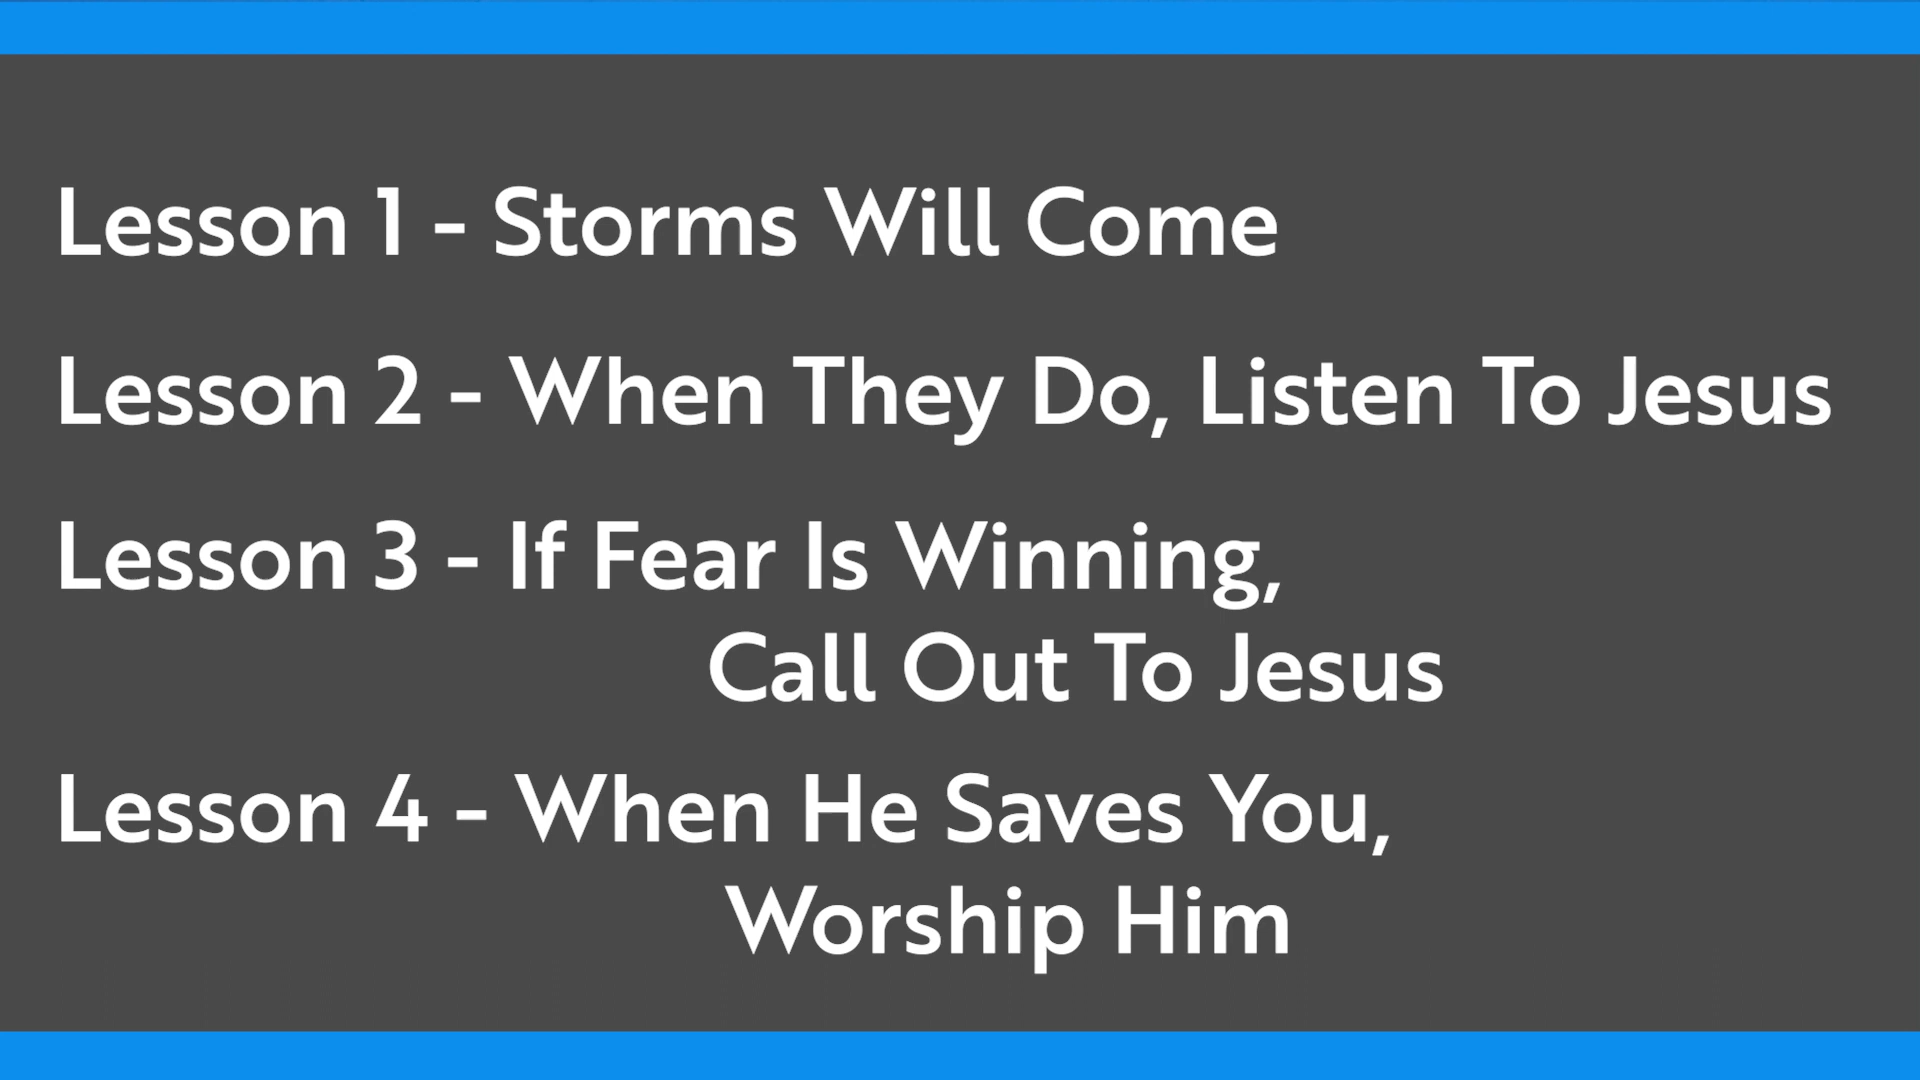 Lesson 1 - Storms Will Come
Lesson 2 - When They Do, Listen To Jesus
Lesson 3 - If Fear Is Winning,
Call Out To Jesus
Lesson 4 - When He Saves You,
Worship Him